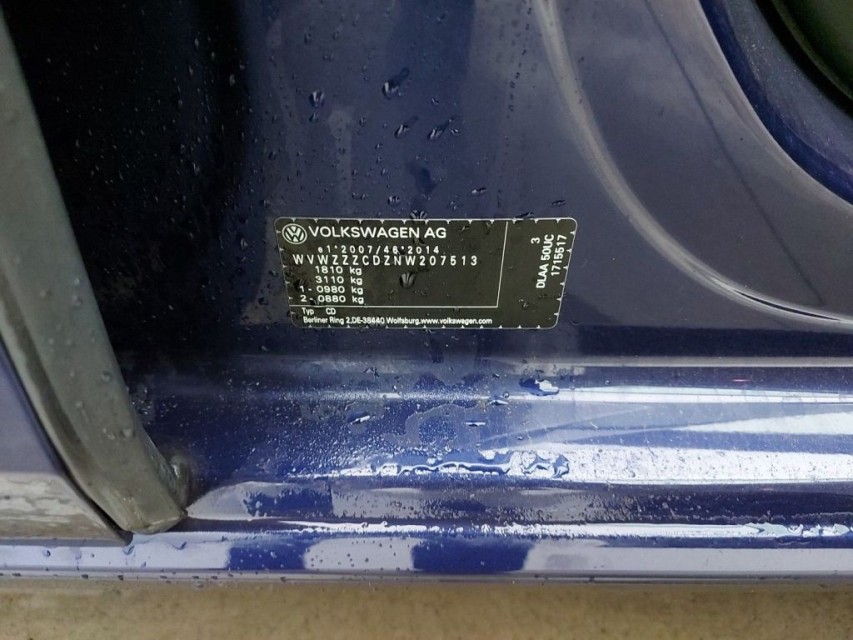 VOLKSWAGEN AG
e1*2007/46*2014
WVWZZZCDZNW207513
1810 kg
3110 kg
1- 0980 kg
2- 0880 kg
Typ CD
Berliner Ring 2,DE-38440 Wolfsburg,www.volkswagen.com
3
DLAA 50UC
1715517